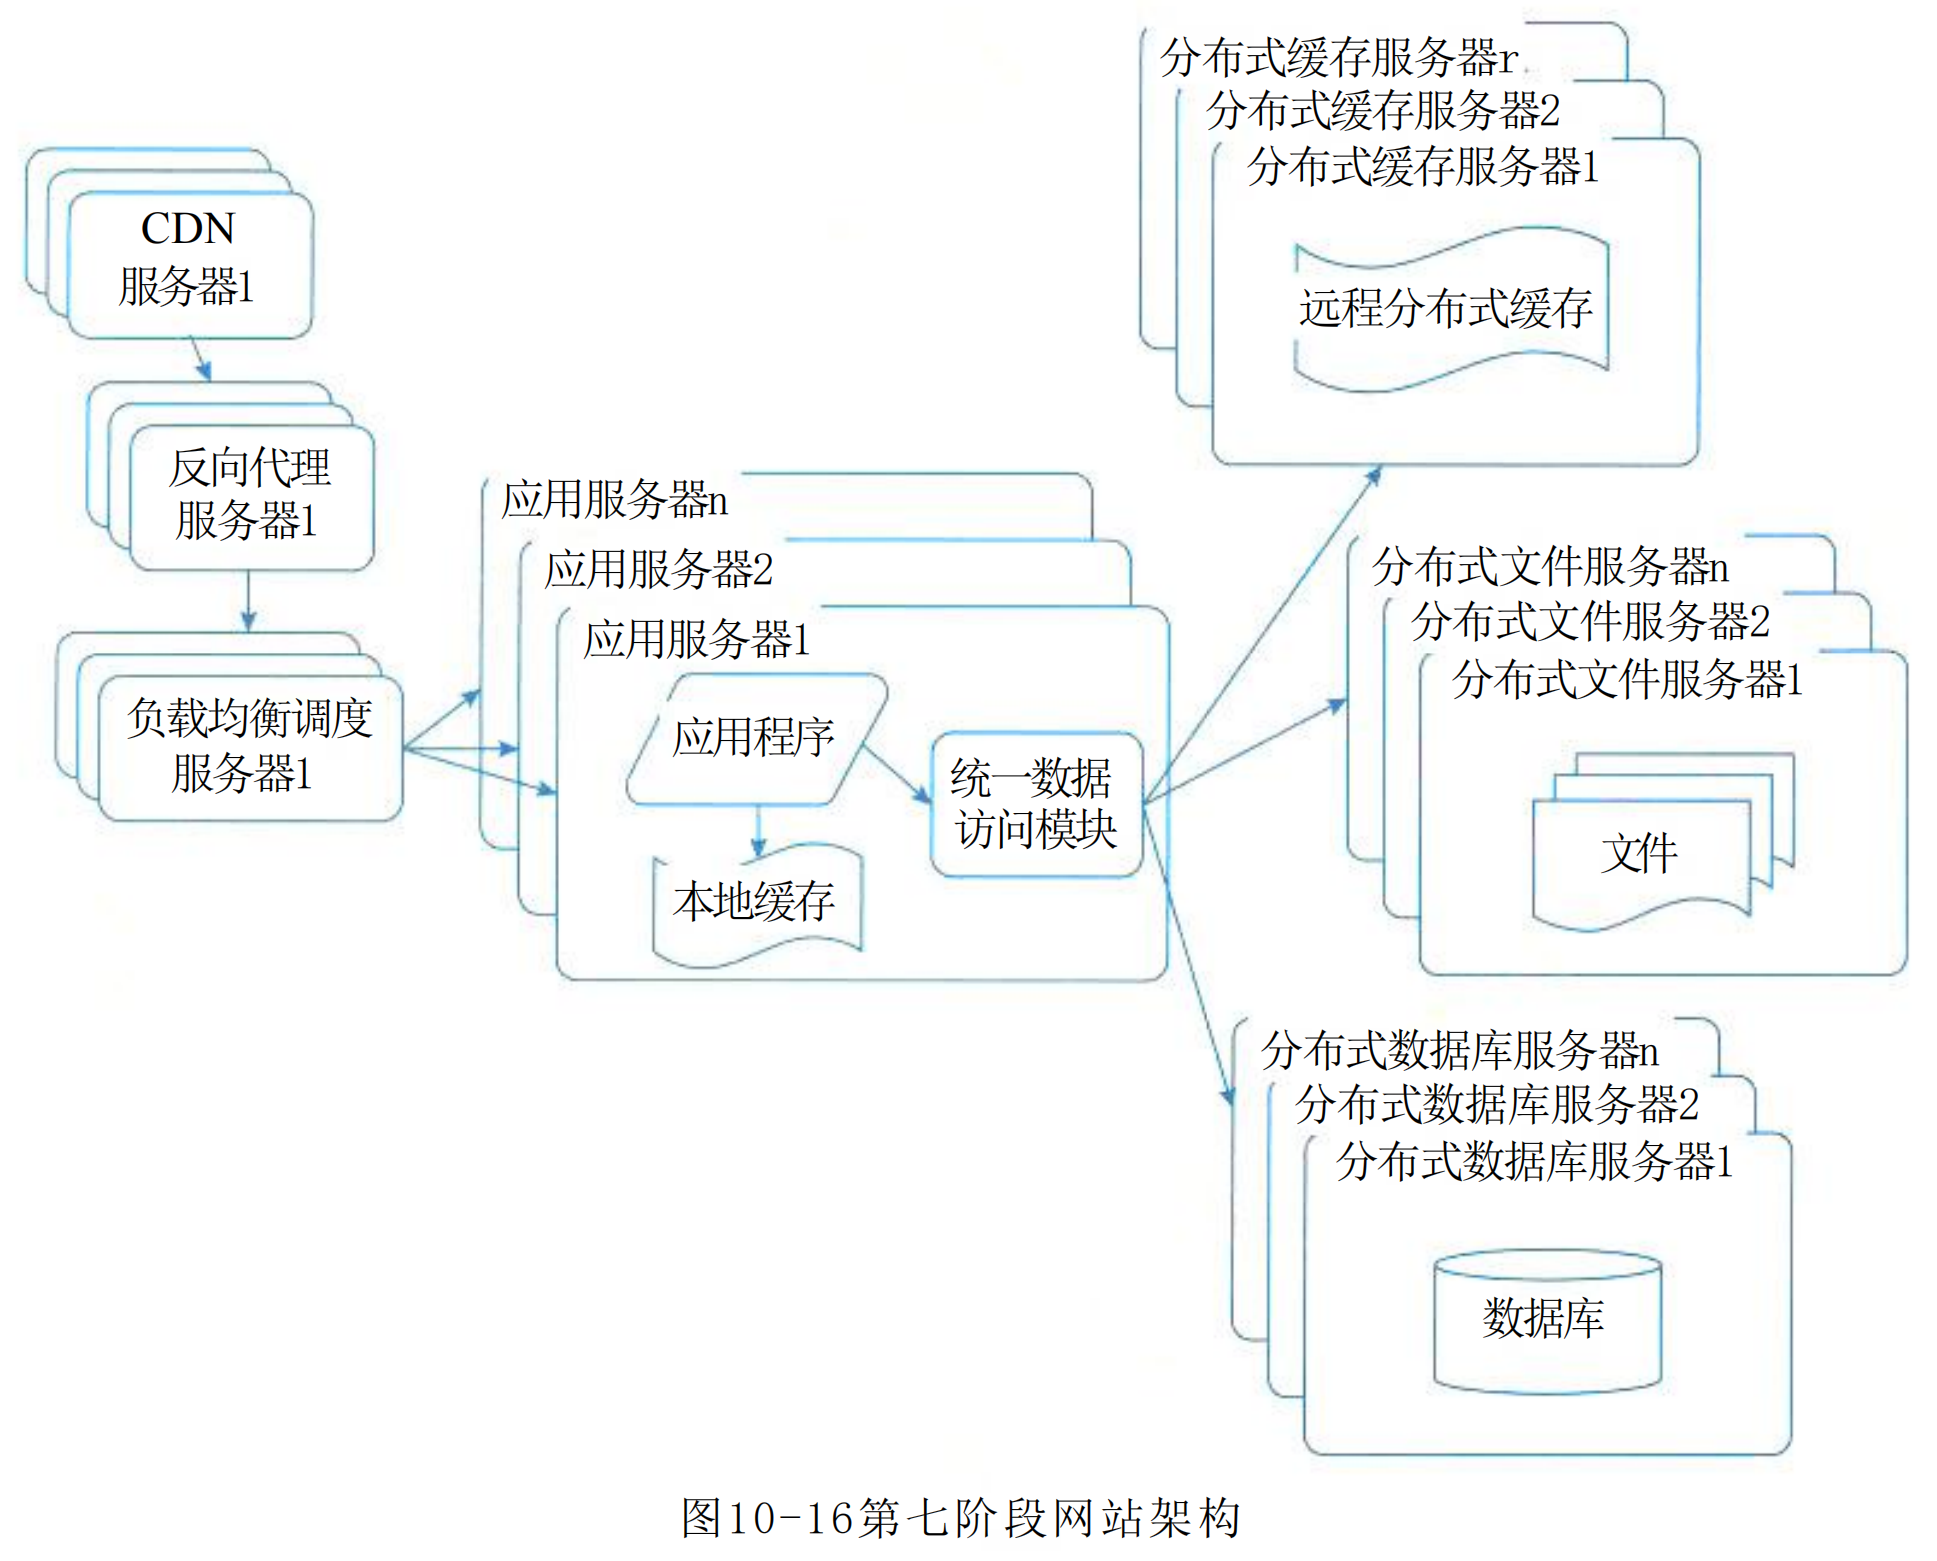 分布式缓存服务器r
分布式缓存服务器2
分布式缓存服务器1
远程分布式缓存
CDN
服务器1
反向代理
服务器1
负载均衡调度
服务器1
应用服务器n
应用服务器2
应用服务器1
应用程序
本地缓存
统一数据
访问模块
分布式文件服务器n
分布式文件服务器2
分布式文件服务器1
文件
分布式数据库服务器n
分布式数据库服务器2
分布式数据库服务器1
数据库
图10-16第七阶段网站架构